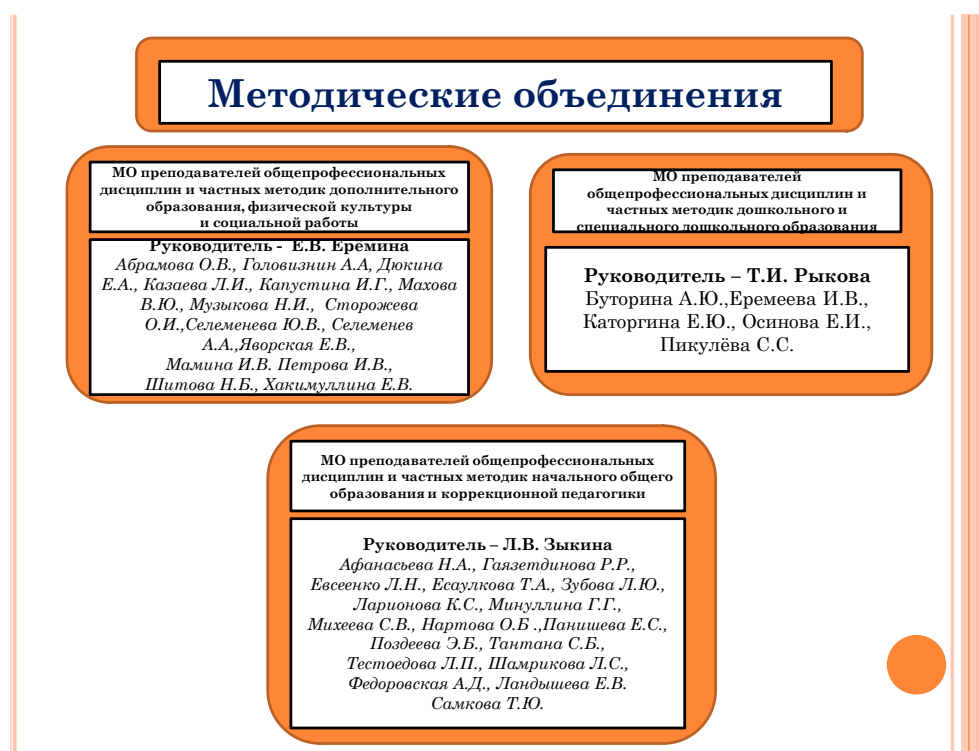 Методические объединения
МО преподавателей общепрофессиональных
дисциплин и частных методик дополнительного
образования, физической культуры
и социальной работы
Руководитель - Е.В. Еремина
Абрамова О.В., Головизнин А.А, Дюкина
Е.А., Казаева Л.И., Капустина И.Г., Махова
В.Ю., Музыкова Н.И., Сторожева
О.И.,Селеменева Ю.В., Селеменев
А.А.,Яворская Е.В.,
Мамина И.В. Петрова И.В.,
Шитова Н.Б., Хакимуллина Е.В.
МО преподавателей
общепрофессиональных дисциплин и
частных методик дошкольного и
специального дошкольного образования
Руководитель – Т.И. Рыкова
Буторина А.Ю.,Еремеева И.В.,
Каторгина Е.Ю., Осинова Е.И.,
Пикулёва С.С.
МО преподавателей общепрофессиональных
дисциплин и частных методик начального общего
образования и коррекционной педагогики
Руководитель – Л.В. Зыкина
Афанасьева Н.А., Гаязетдинова Р.Р.,
Евсеенко Л.Н., Есаулкова Т.А., Зубова Л.Ю.,
Ларионова К.С., Минуллина Г.Г.,
Михеева С.В., Нартова О.Б .,Панишева Е.С.,
Поздеева Э.Б., Тантана С.Б.,
Тестоедова Л.П., Шамрикова Л.С.,
Федоровская А.Д., Ландышева Е.В.
Самкова Т.Ю.